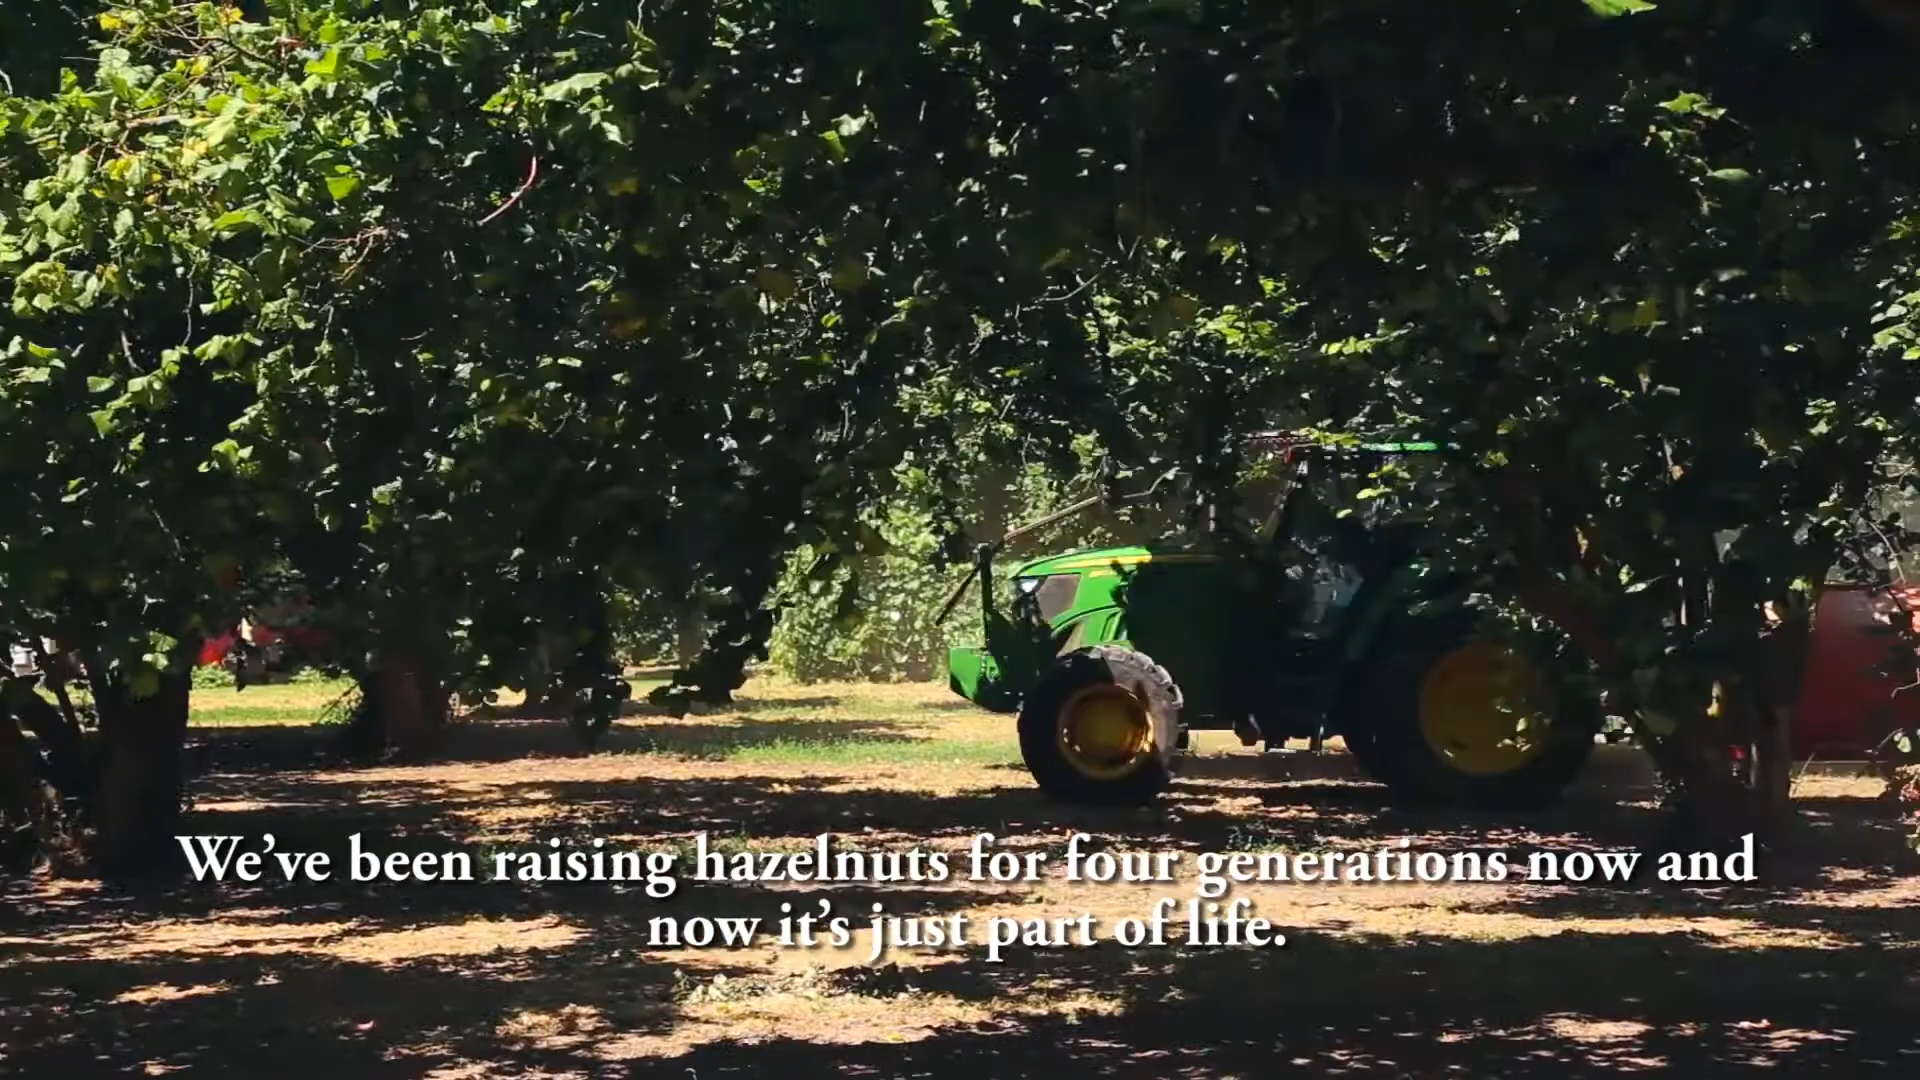 We’ve been raising hazelnuts for four generations now and
now it’s just part of life.